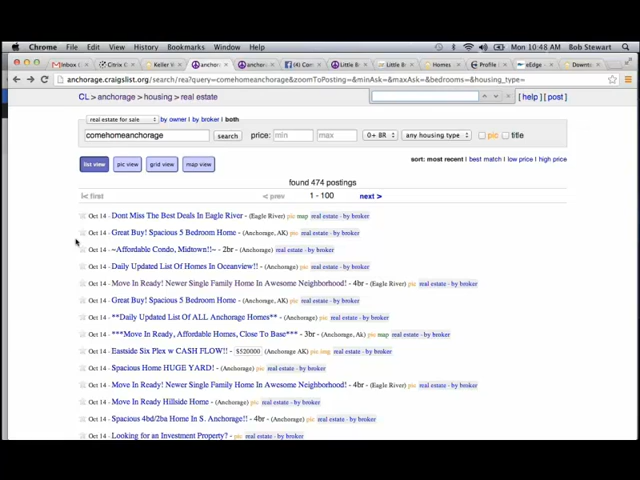 Chrome File Edit View History Bookmarks Window Help Mon 10:48 AM Bob Stewart
Inbox ( Citrix C Keller V anchor anchorag (4) Com Little B Little B Homes Profile eEdge Downto
anchorage.craigslist.org/search/rea?query=comehomeanchorage&zoomToPosting=&minAsk=&maxAsk=&bedrooms=&housing_type=
CL > anchorage > housing > real estate [ help ] [ post ]
real estate for sale by owner | by broker | both
comehomeanchorage search price: min max 0+ BR any housing type pic title
list view pic view grid view map view sort: most recent | best match | low price | high price
found 474 postings
|< first < prev 1 - 100 next >
Oct 14 - Dont Miss The Best Deals In Eagle River - (Eagle River) pic map real estate - by broker
Oct 14 - Great Buy! Spacious 5 Bedroom Home - (Anchorage, AK) pic real estate - by broker
Oct 14 - ~Affordable Condo, Midtown!!~ - 2br - (Anchorage) real estate - by broker
Oct 14 - Daily Updated List Of Homes In Oceanview!! - (Anchorage) pic real estate - by broker
Oct 14 - Move In Ready! Newer Single Family Home In Awesome Neighborhood! - 4br - (Eagle River) pic real estate - by broker
Oct 14 - Great Buy! Spacious 5 Bedroom Home - (Anchorage, AK) pic real estate - by broker
Oct 14 - **Daily Updated List Of ALL Anchorage Homes** - (Anchorage) pic real estate - by broker
Oct 14 - ***Move In Ready, Affordable Homes, Close To Base*** - 3br - (Anchorage, Ak) pic map real estate - by broker
Oct 14 - Eastside Six Plex w CASH FLOW!! - $520000 (Anchorage AK) pic img real estate - by broker
Oct 14 - Spacious Home HUGE YARD! - (Anchorage) pic real estate - by broker
Oct 14 - Move In Ready! Newer Single Family Home In Awesome Neighborhood! - 4br - (Eagle River) pic real estate - by broker
Oct 14 - Move In Ready Hillside Home - (Anchorage) pic real estate - by broker
Oct 14 - Spacious 4bd/2ba Home In S. Anchorage!! - 4br - (Anchorage) pic real estate - by broker
Oct 14 - Looking for an Investment Property? - (Anchorage) pic real estate - by broker